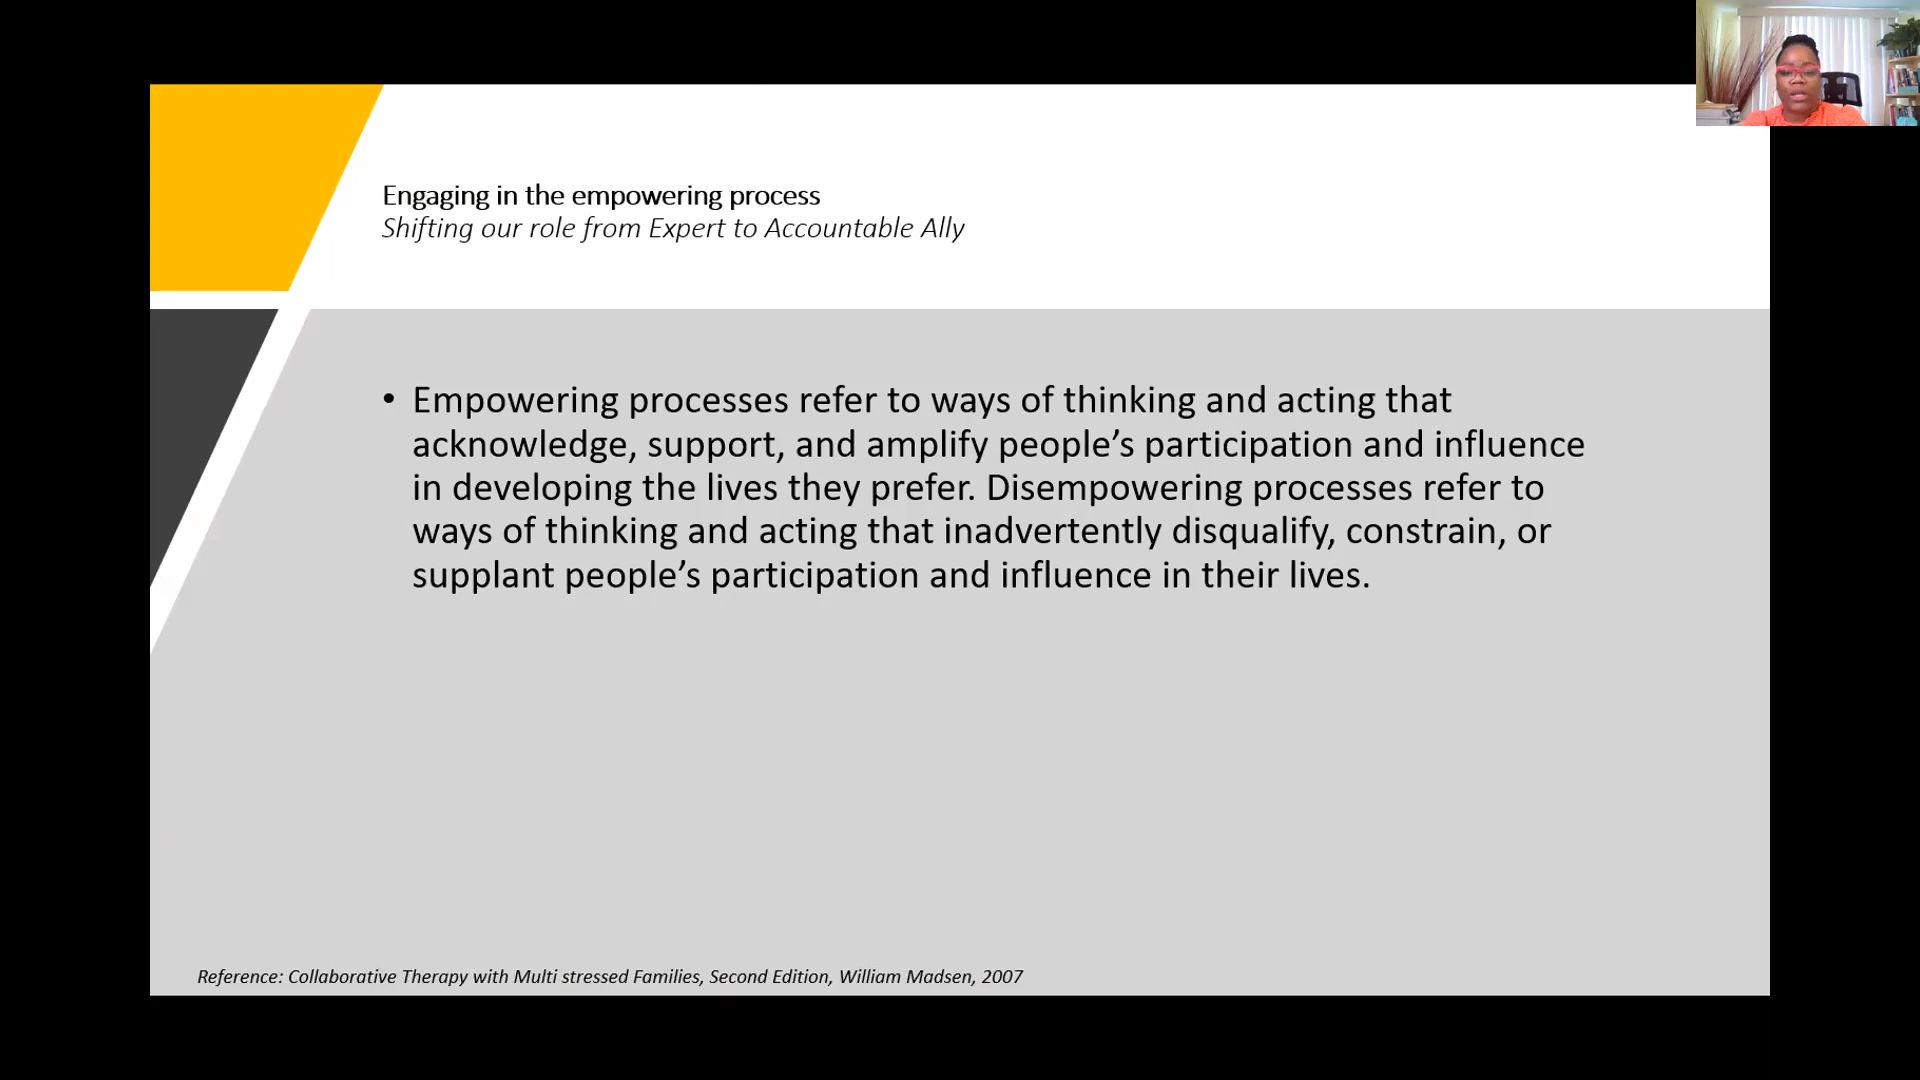 Engaging in the empowering process
Shifting our role from Expert to Accountable Ally
• Empowering processes refer to ways of thinking and acting that
acknowledge, support, and amplify people’s participation and influence
in developing the lives they prefer. Disempowering processes refer to
ways of thinking and acting that inadvertently disqualify, constrain, or
supplant people’s participation and influence in their lives.
Reference: Collaborative Therapy with Multi stressed Families, Second Edition, William Madsen, 2007